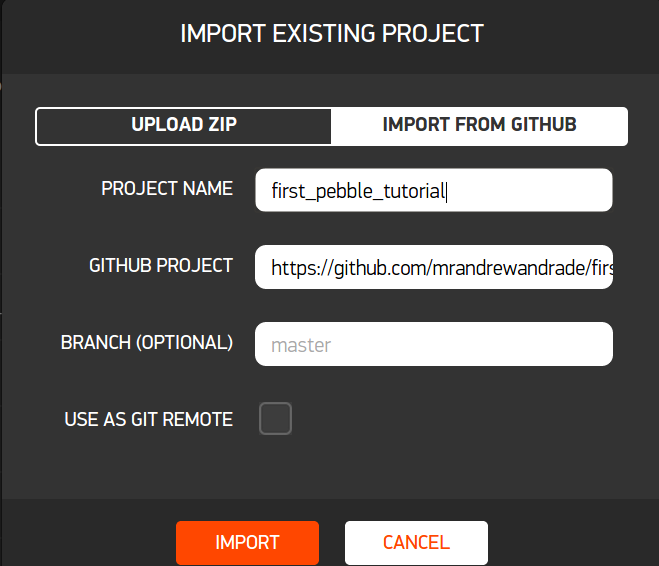 IMPORT EXISTING PROJECT
UPLOAD ZIP IMPORT FROM GITHUB
PROJECT NAME first_pebble_tutorial
GITHUB PROJECT https://github.com/mrandrewandrade/firs
BRANCH (OPTIONAL) master
USE AS GIT REMOTE
IMPORT CANCEL